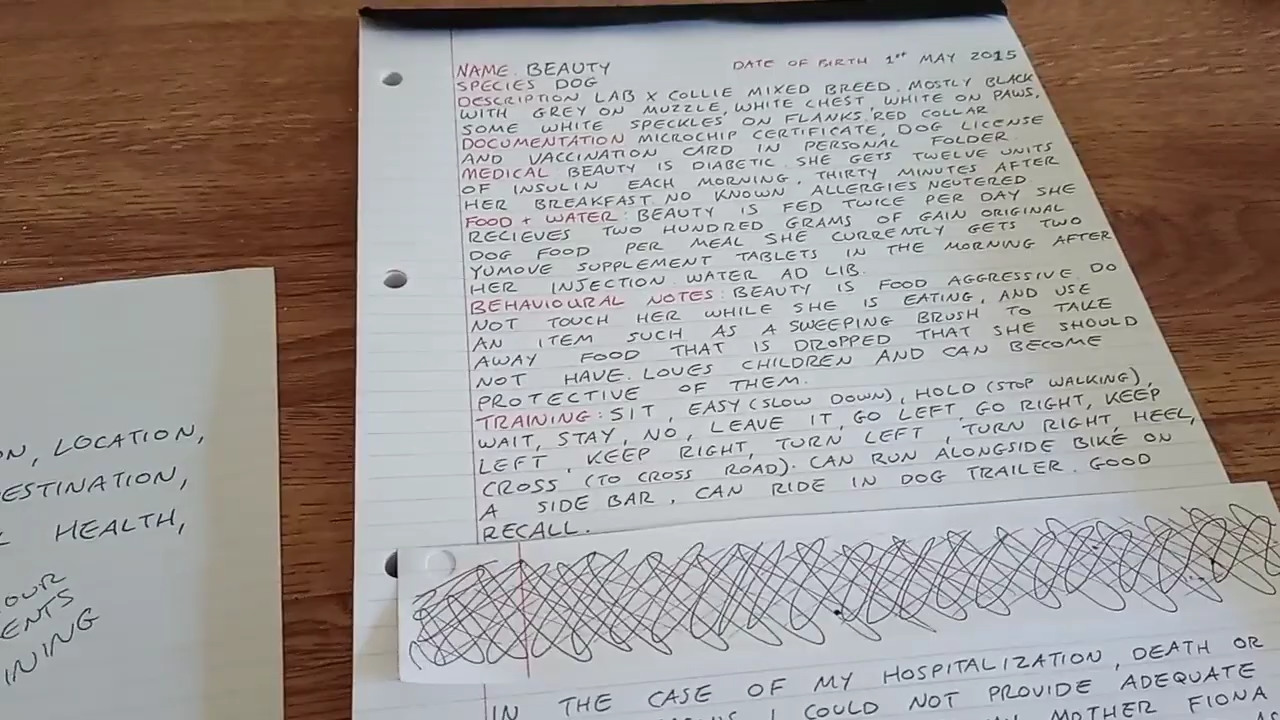 NAME. BEAUTY DATE OF BIRTH 1st MAY 2015
SPECIES DOG
DESCRIPTION LAB X COLLIE MIXED BREED. MOSTLY BLACK
WITH GREY ON MUZZLE, WHITE CHEST, WHITE ON PAWS,
SOME WHITE SPECKLES ON FLANKS. RED COLLAR
DOCUMENTATION MICROCHIP CERTIFICATE, DOG LICENSE
AND VACCINATION CARD IN PERSONAL FOLDER.
MEDICAL BEAUTY IS DIABETIC. SHE GETS TWELVE UNITS
OF INSULIN EACH MORNING, THIRTY MINUTES AFTER
HER BREAKFAST. NO KNOWN ALLERGIES NEUTERED
FOOD + WATER: BEAUTY IS FED TWICE PER DAY SHE
RECIEVES TWO HUNDRED GRAMS OF GAIN ORIGINAL
DOG FOOD PER MEAL SHE CURRENTLY GETS TWO
YUMOVE SUPPLEMENT TABLETS IN THE MORNING AFTER
HER INJECTION. WATER AD LIB.
BEHAVIOURAL NOTES: BEAUTY IS FOOD AGGRESSIVE. DO
NOT TOUCH HER WHILE SHE IS EATING, AND USE
AN ITEM SUCH AS A SWEEPING BRUSH TO TAKE
AWAY FOOD THAT IS DROPPED THAT SHE SHOULD
NOT HAVE. LOVES CHILDREN AND CAN BECOME
PROTECTIVE OF THEM.
TRAINING: SIT, EASY (SLOW DOWN), HOLD (STOP WALKING),
WAIT, STAY, NO, LEAVE IT, GO LEFT, GO RIGHT, KEEP
LEFT, KEEP RIGHT, TURN LEFT, TURN RIGHT, HEEL,
CROSS (TO CROSS ROAD). CAN RUN ALONGSIDE BIKE ON
A SIDE BAR, CAN RIDE IN DOG TRAILER. GOOD
RECALL.
IN THE CASE OF MY HOSPITALIZATION, DEATH OR
I COULD NOT PROVIDE ADEQUATE
MOTHER FIONA
LOCATION,
HEALTH,